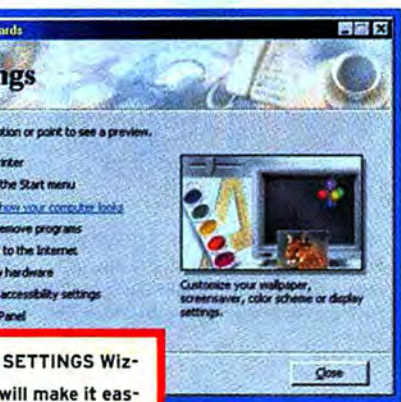 ards
ngs
tion or point to see a preview.
inter
the Start menu
how your computer looks
emove programs
to the Internet
hardware
accessibility settings
Panel
Customize your wallpaper,
screensaver, color scheme or display
settings.
Close
SETTINGS Wiz-
will make it eas-